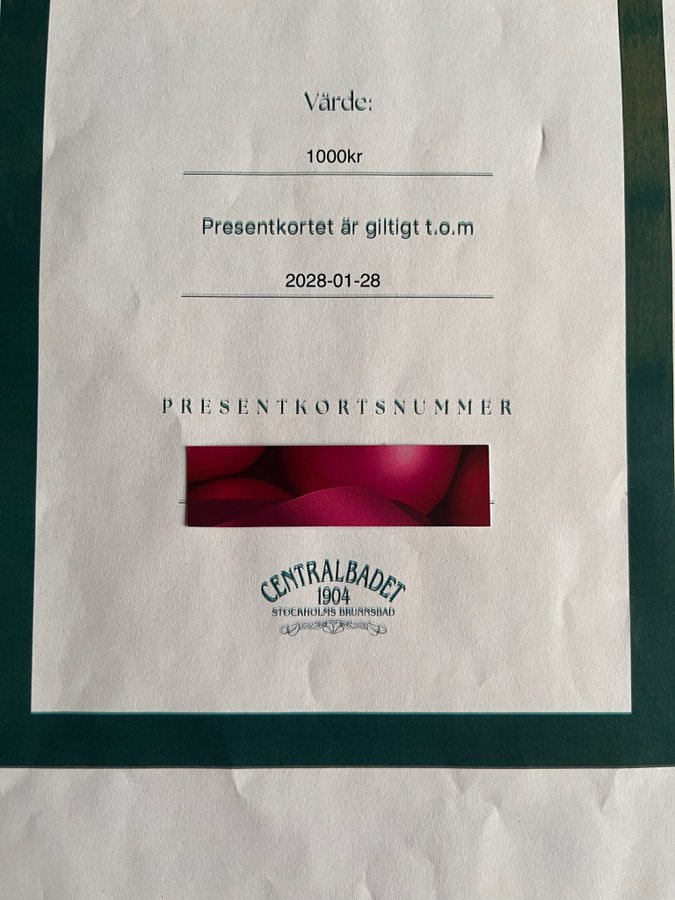 Värde:
1000kr
Presentkortet är giltigt t.o.m
2028-01-28
PRESENTKORTSNUMMER
CENTRALBADET
1904
STOCKHOLMS BRUNNSBAD